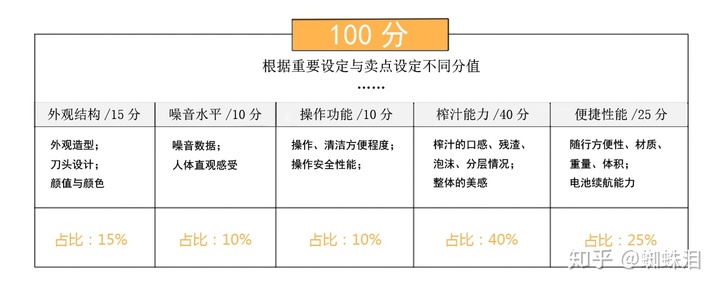 100 分
根据重要设定与卖点设定不同分值
……
外观结构 /15 分
噪音水平 /10 分
操作功能 /10 分
榨汁能力 /40 分
便捷性能 /25 分
外观造型;
刀头设计;
颜值与颜色
噪音数据;
人体直观感受
操作、清洁方便程度;
操作安全性能;
榨汁的口感、残渣、
泡沫、分层情况;
整体的美感
随行方便性、材质、
重量、体积;
电池续航能力
占比：15%
占比：10%
占比：10%
占比：40%
占比：25%
知乎 @蜘蛛泪